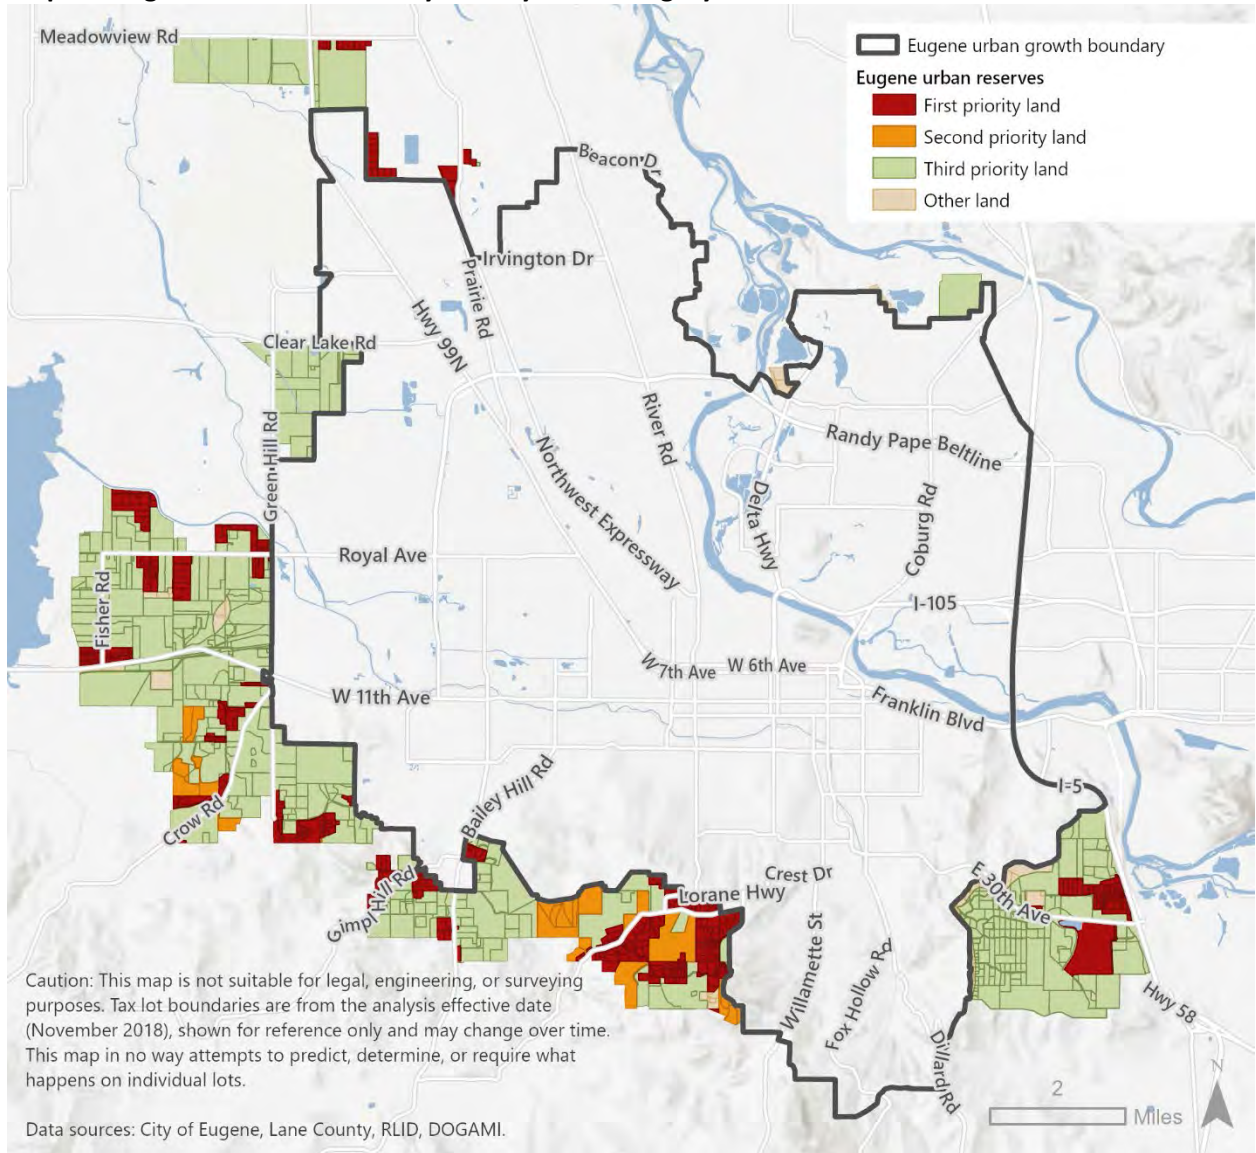 Meadowview Rd
Eugene urban growth boundary
Eugene urban reserves
First priority land
Second priority land
Third priority land
Other land
Beacon Dr
Irvington Dr
Prairie Rd
Hwy 99N
Clear Lake Rd
Green Hill Rd
River Rd
Randy Pape Beltline
Northwest Expressway
Delta Hwy
Coburg Rd
Royal Ave
Fisher Rd
I-105
W 7th Ave
W 6th Ave
W 11th Ave
Franklin Blvd
I-5
Bailey Hill Rd
Crow Rd
Crest Dr
Lorane Hwy
E 30th Ave
Gimpl Hill Rd
Willamette St
Fox Hollow Rd
Dillard Rd
Hwy 58
Caution: This map is not suitable for legal, engineering, or surveying
purposes. Tax lot boundaries are from the analysis effective date
(November 2018), shown for reference only and may change over time.
This map in no way attempts to predict, determine, or require what
happens on individual lots.
N
2
Miles
Data sources: City of Eugene, Lane County, RLID, DOGAMI.